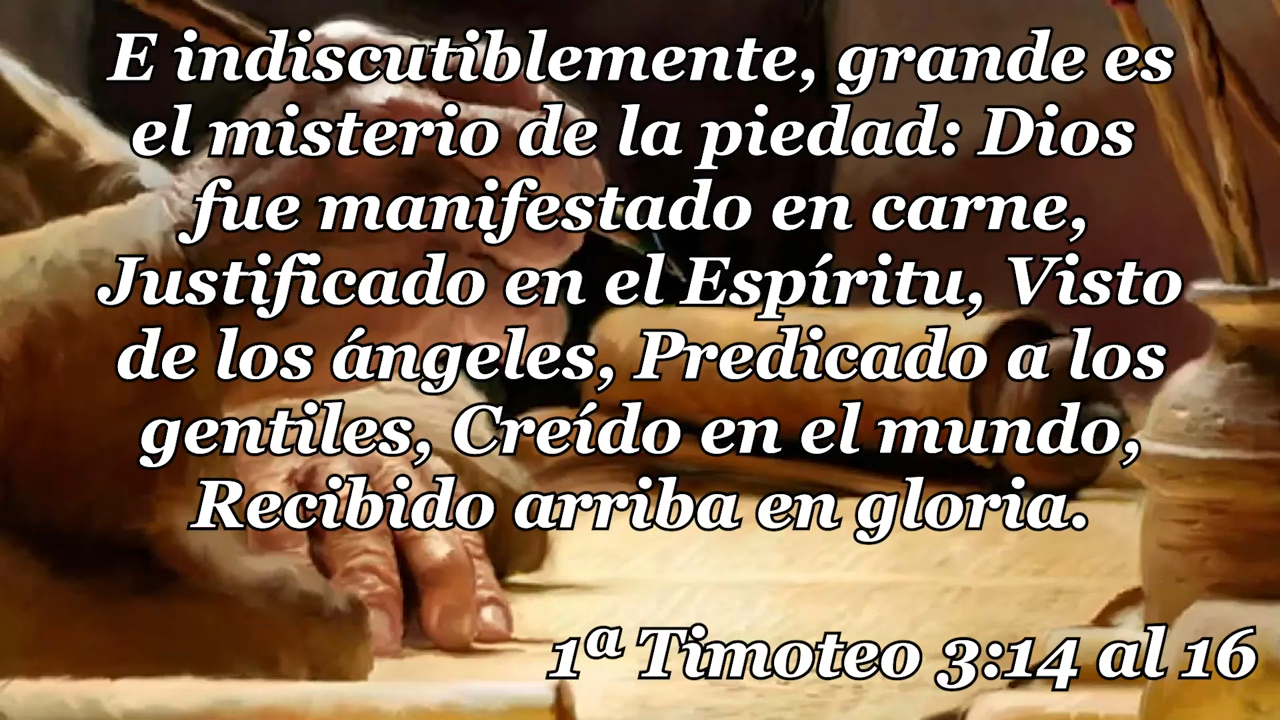 E indiscutiblemente, grande es
el misterio de la piedad: Dios
fue manifestado en carne,
Justificado en el Espíritu, Visto
de los ángeles, Predicado a los
gentiles, Creído en el mundo,
Recibido arriba en gloria.
1ª Timoteo 3:14 al 16